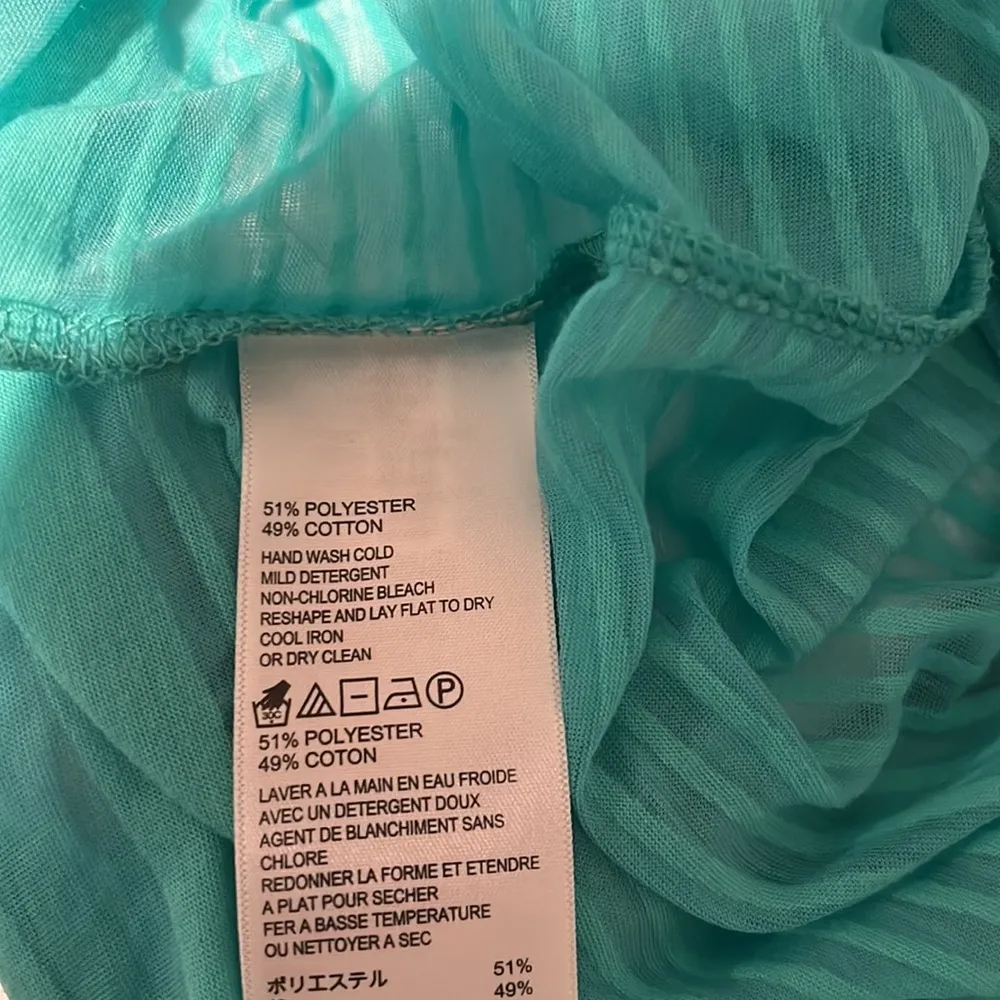 51% POLYESTER
49% COTTON
HAND WASH COLD
MILD DETERGENT
NON-CHLORINE BLEACH
RESHAPE AND LAY FLAT TO DRY
COOL IRON
OR DRY CLEAN
30C P
51% POLYESTER
49% COTON
LAVER A LA MAIN EN EAU FROIDE
AVEC UN DETERGENT DOUX
AGENT DE BLANCHIMENT SANS
CHLORE
REDONNER LA FORME ET ETENDRE
A PLAT POUR SECHER
FER A BASSE TEMPERATURE
OU NETTOYER A SEC
ポリエステル 51%
49%